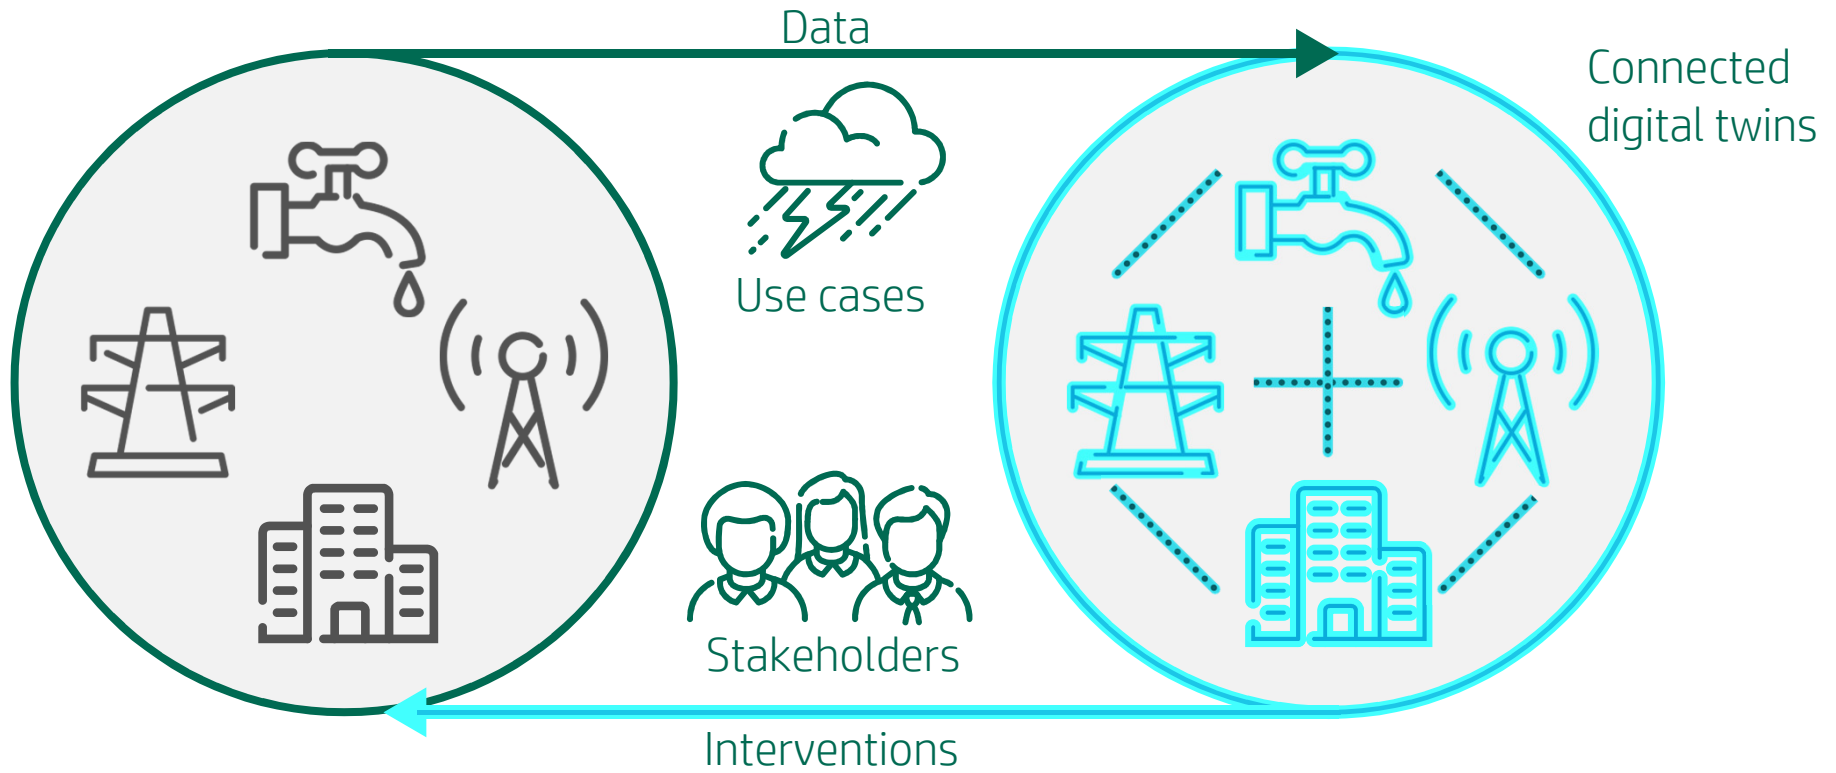 Data
Connected
digital twins
Use cases
Stakeholders
Interventions